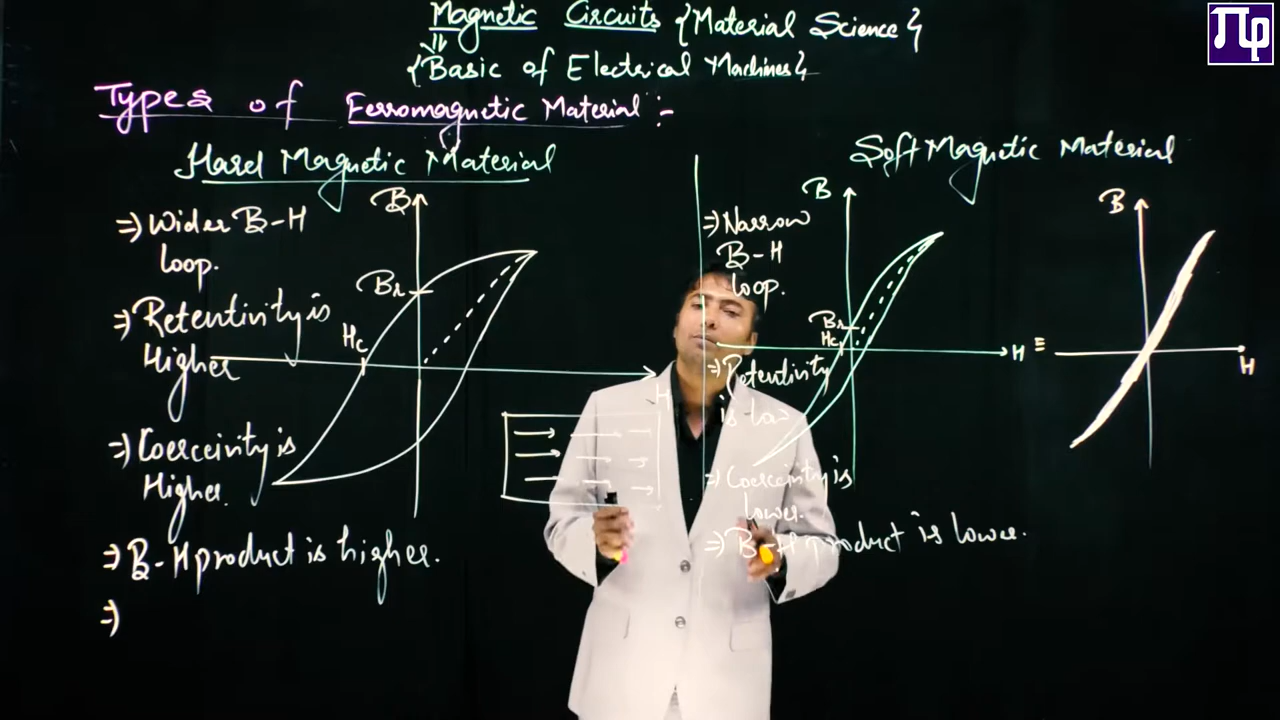 Magnetic Circuits {Material Science}
⇓
{Basic of Electrical Machines}
Types of Ferromagnetic Material :-
Hard Magnetic Material
⇒ Wider B-H
loop.
⇒ Retentivity is
Higher
⇒ Coerceivity is
Higher.
⇒ B-H product is higher.
⇒
B
Br
Hc
H
Soft Magnetic Material
⇒ Narrow
B-H
loop.
⇒ Retentivity
is
⇒ Coerceivity is
lower.
⇒ B-H product is lower.
B
Br
Hc
H ≡
B
H
Πφ